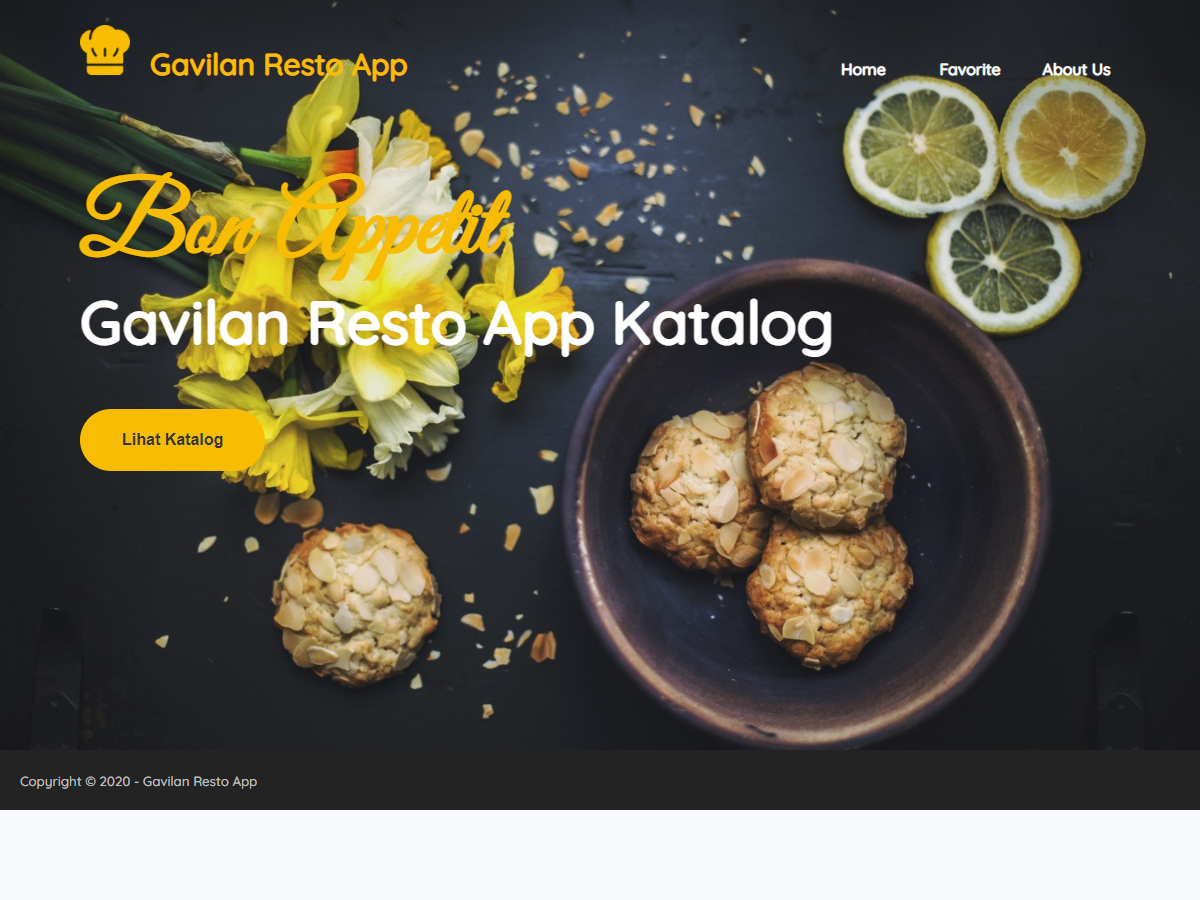 Gavilan Resto App
Home Favorite About Us
Bon Appetit
Gavilan Resto App Katalog
Lihat Katalog
Copyright © 2020 - Gavilan Resto App